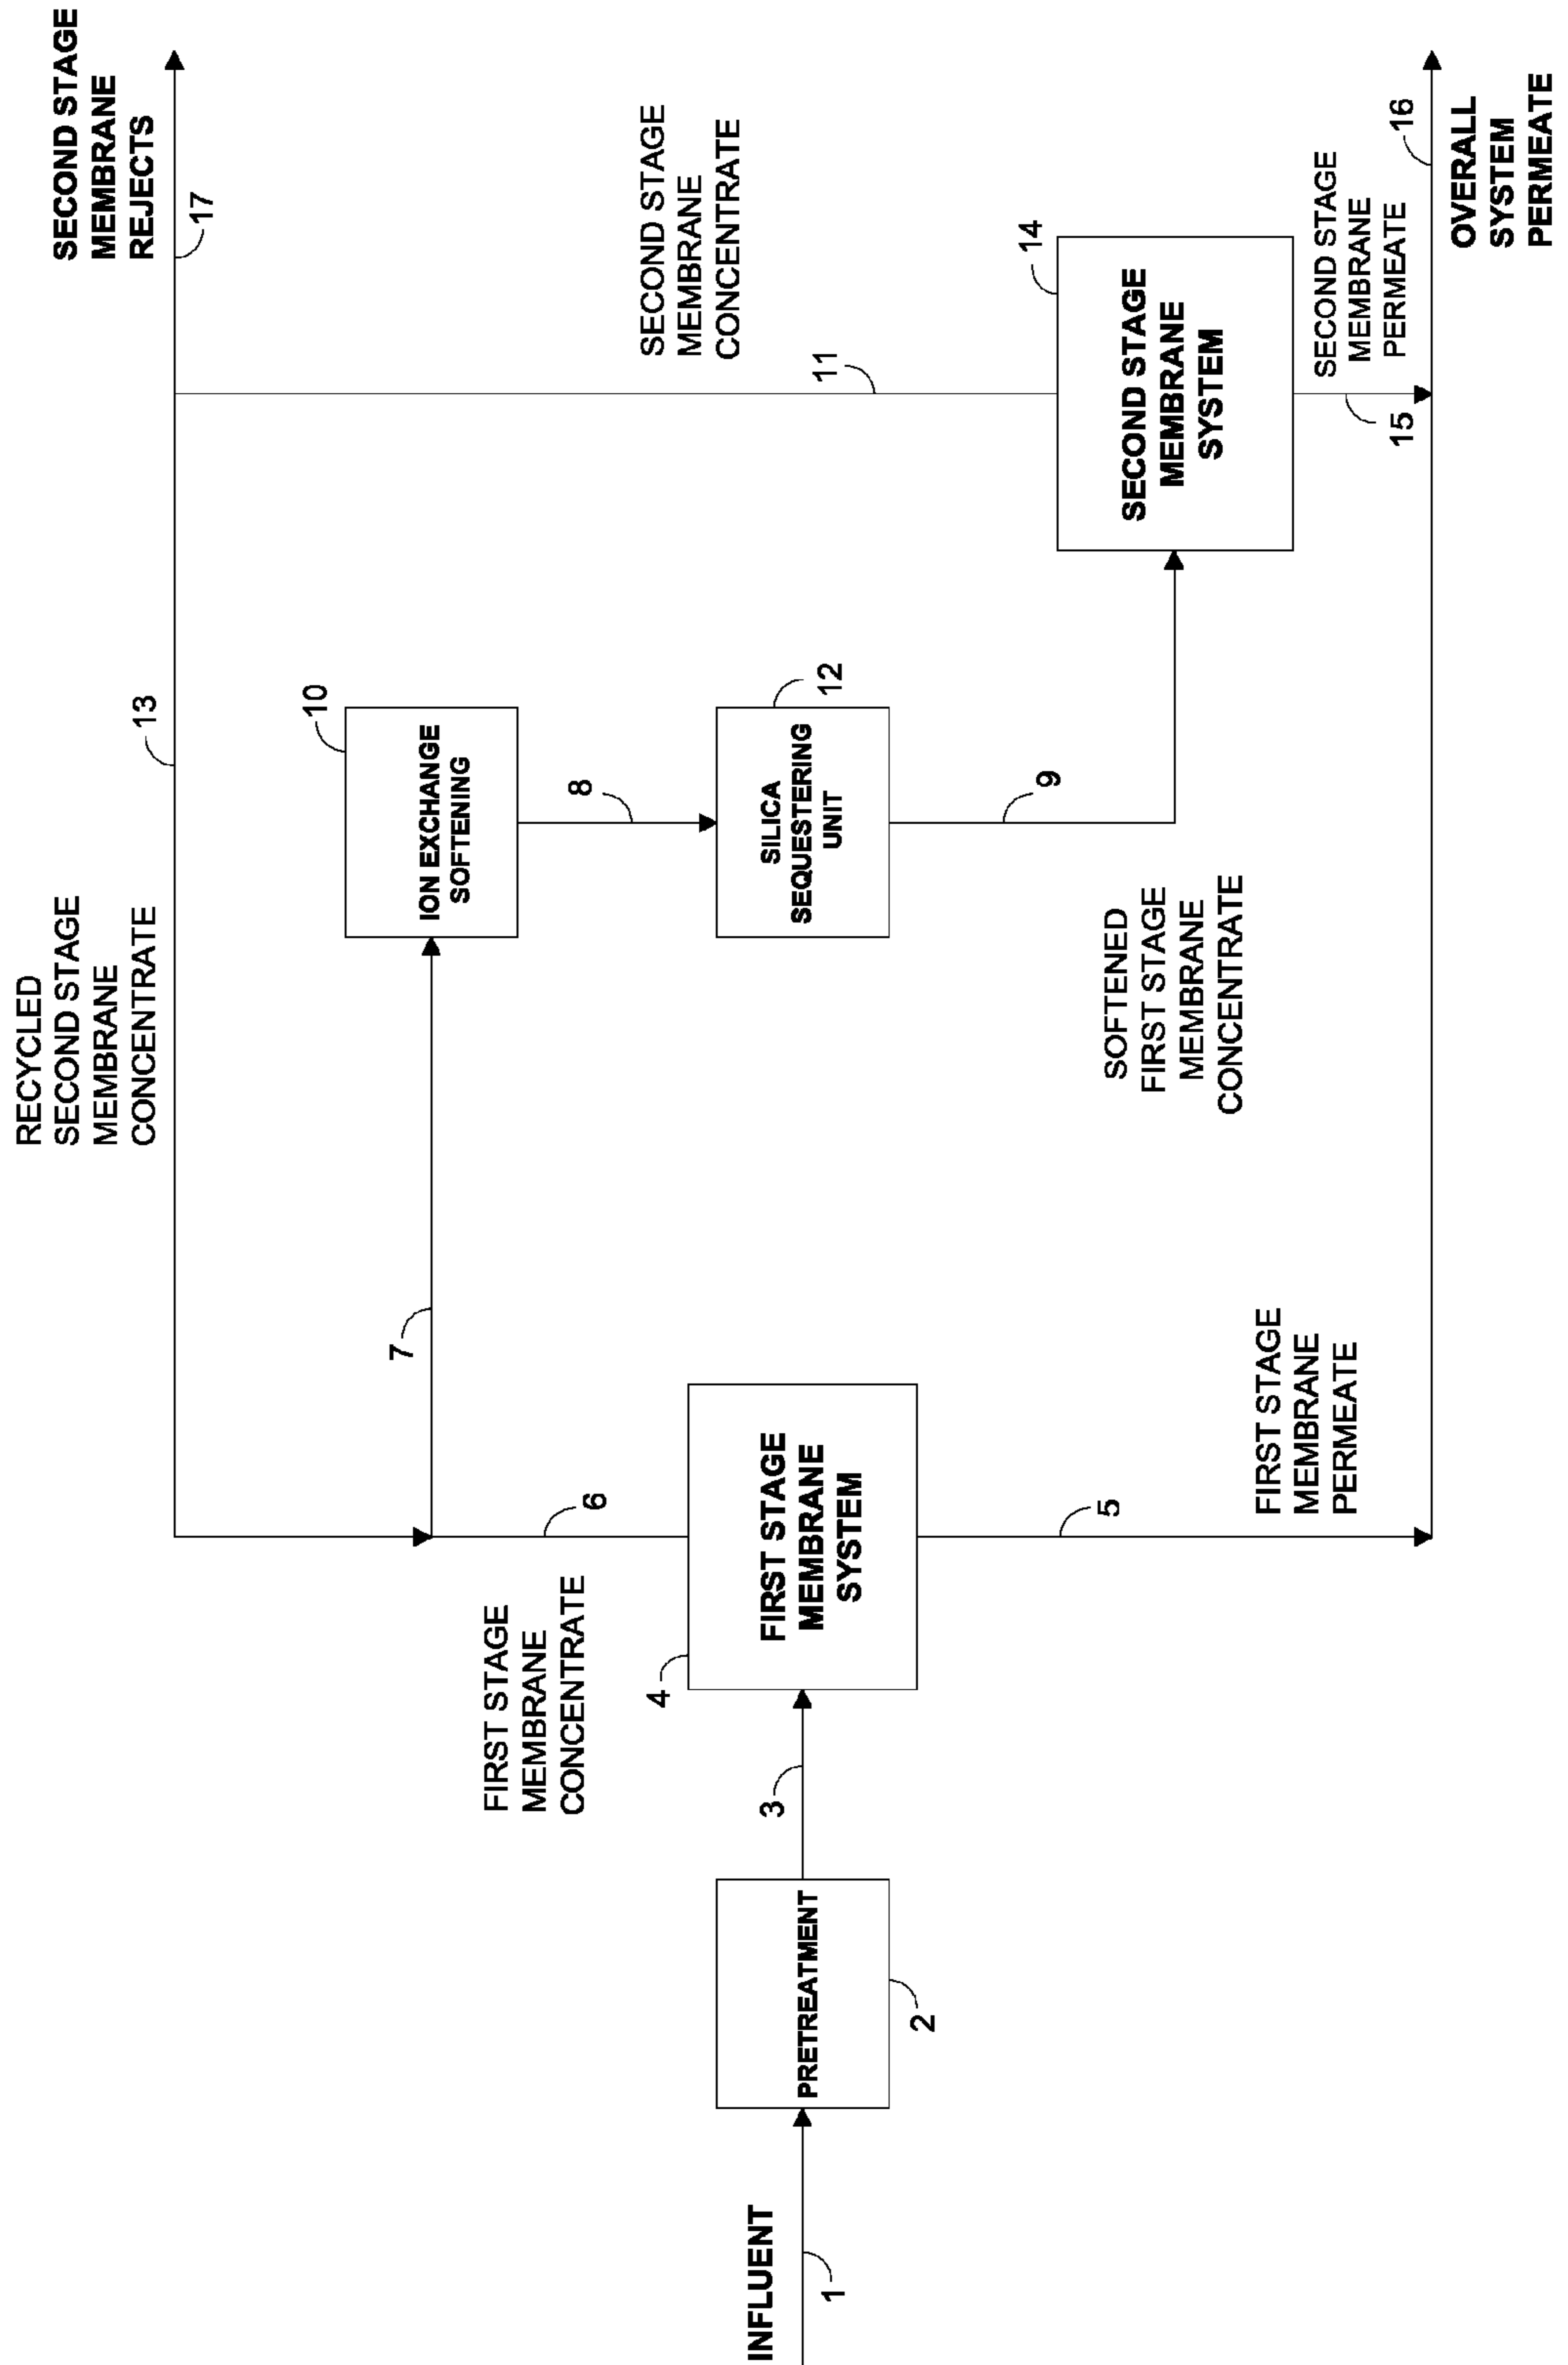 RECYCLED
SECOND STAGE
MEMBRANE
CONCENTRATE
13
SECOND STAGE
MEMBRANE
REJECTS
17
10
ION EXCHANGE
SOFTENING
7
8
FIRST STAGE
MEMBRANE
CONCENTRATE
6
SECOND STAGE
MEMBRANE
CONCENTRATE
11
12
SILICA
SEQUESTERING
UNIT
9
INFLUENT
1
PRETREATMENT
2
3
4
FIRST STAGE
MEMBRANE
SYSTEM
5
SOFTENED
FIRST STAGE
MEMBRANE
CONCENTRATE
14
SECOND STAGE
MEMBRANE
SYSTEM
FIRST STAGE
MEMBRANE
PERMEATE
SECOND STAGE
MEMBRANE
PERMEATE
15
16
OVERALL
SYSTEM
PERMEATE